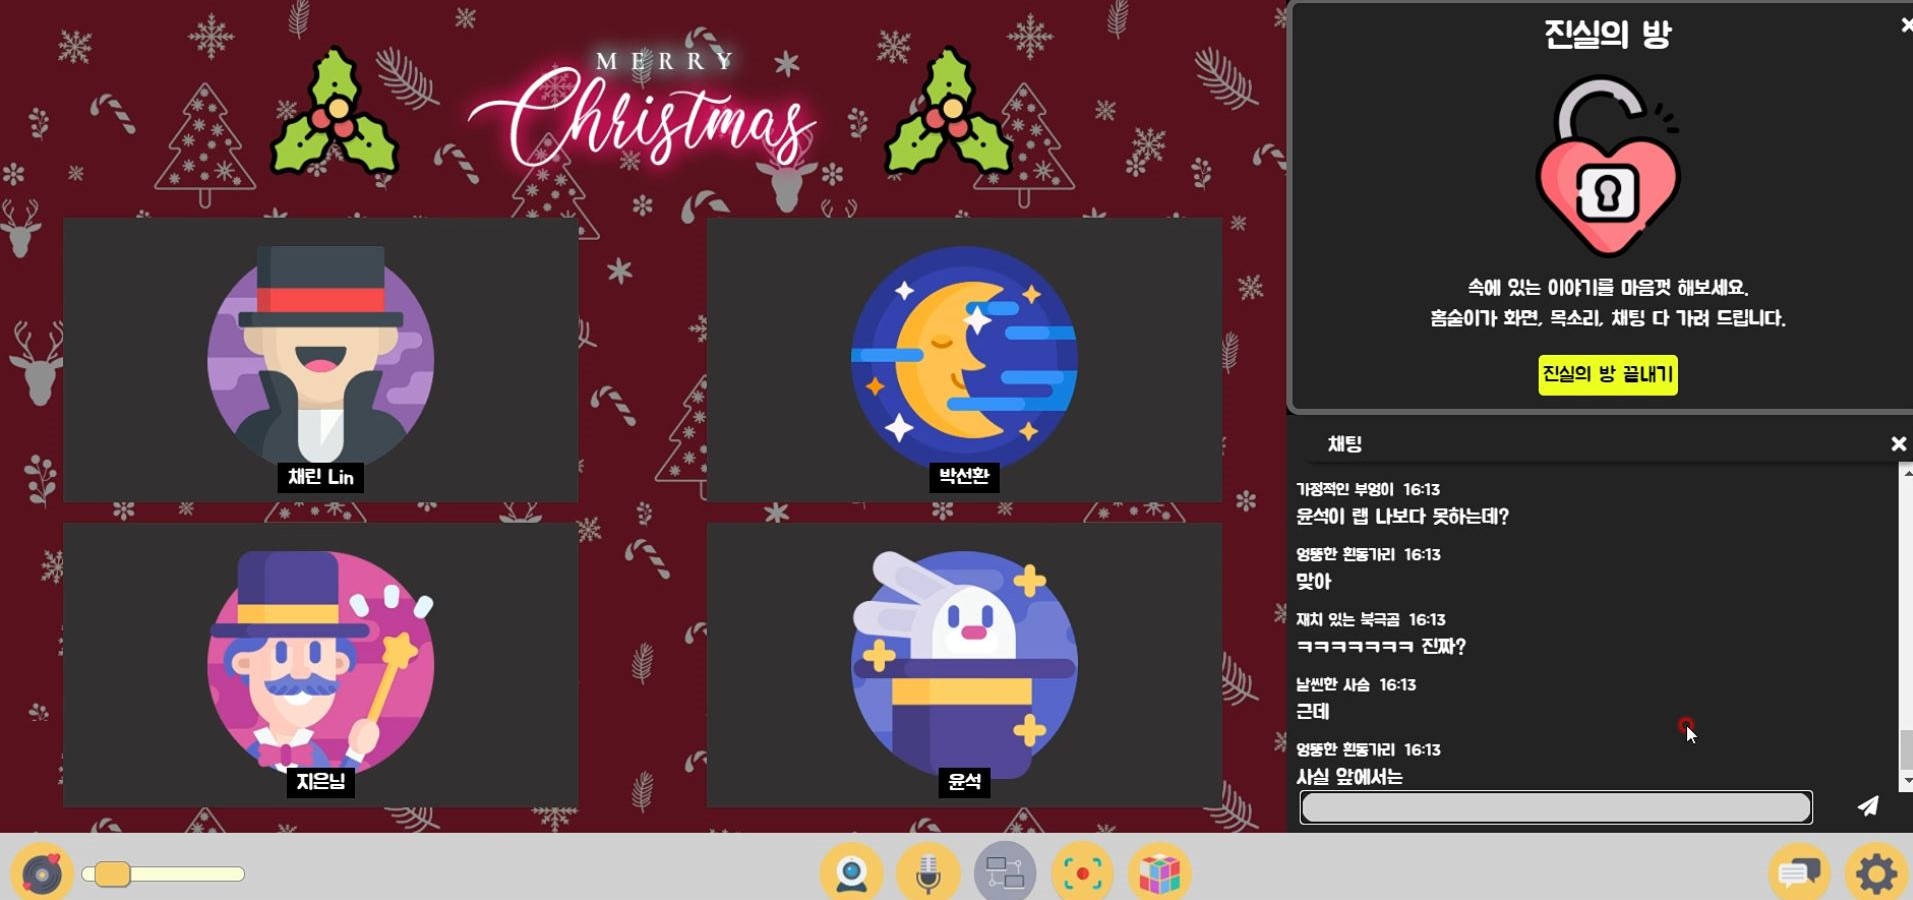 MERRY
Christmas
채린 Lin
박선환
지은님
윤석
진실의 방
속에 있는 이야기를 마음껏 해보세요.
홈술이가 화면, 목소리, 채팅 다 가려 드립니다.
진실의 방 끝내기
채팅
가정적인 부엉이 16:13
윤석이 랩 나보다 못하는데?
엉뚱한 흰동가리 16:13
맞아
재치 있는 북극곰 16:13
ㅋㅋㅋㅋㅋㅋㅋ 진짜?
날씬한 사슴 16:13
근데
엉뚱한 흰동가리 16:13
사실 앞에서는